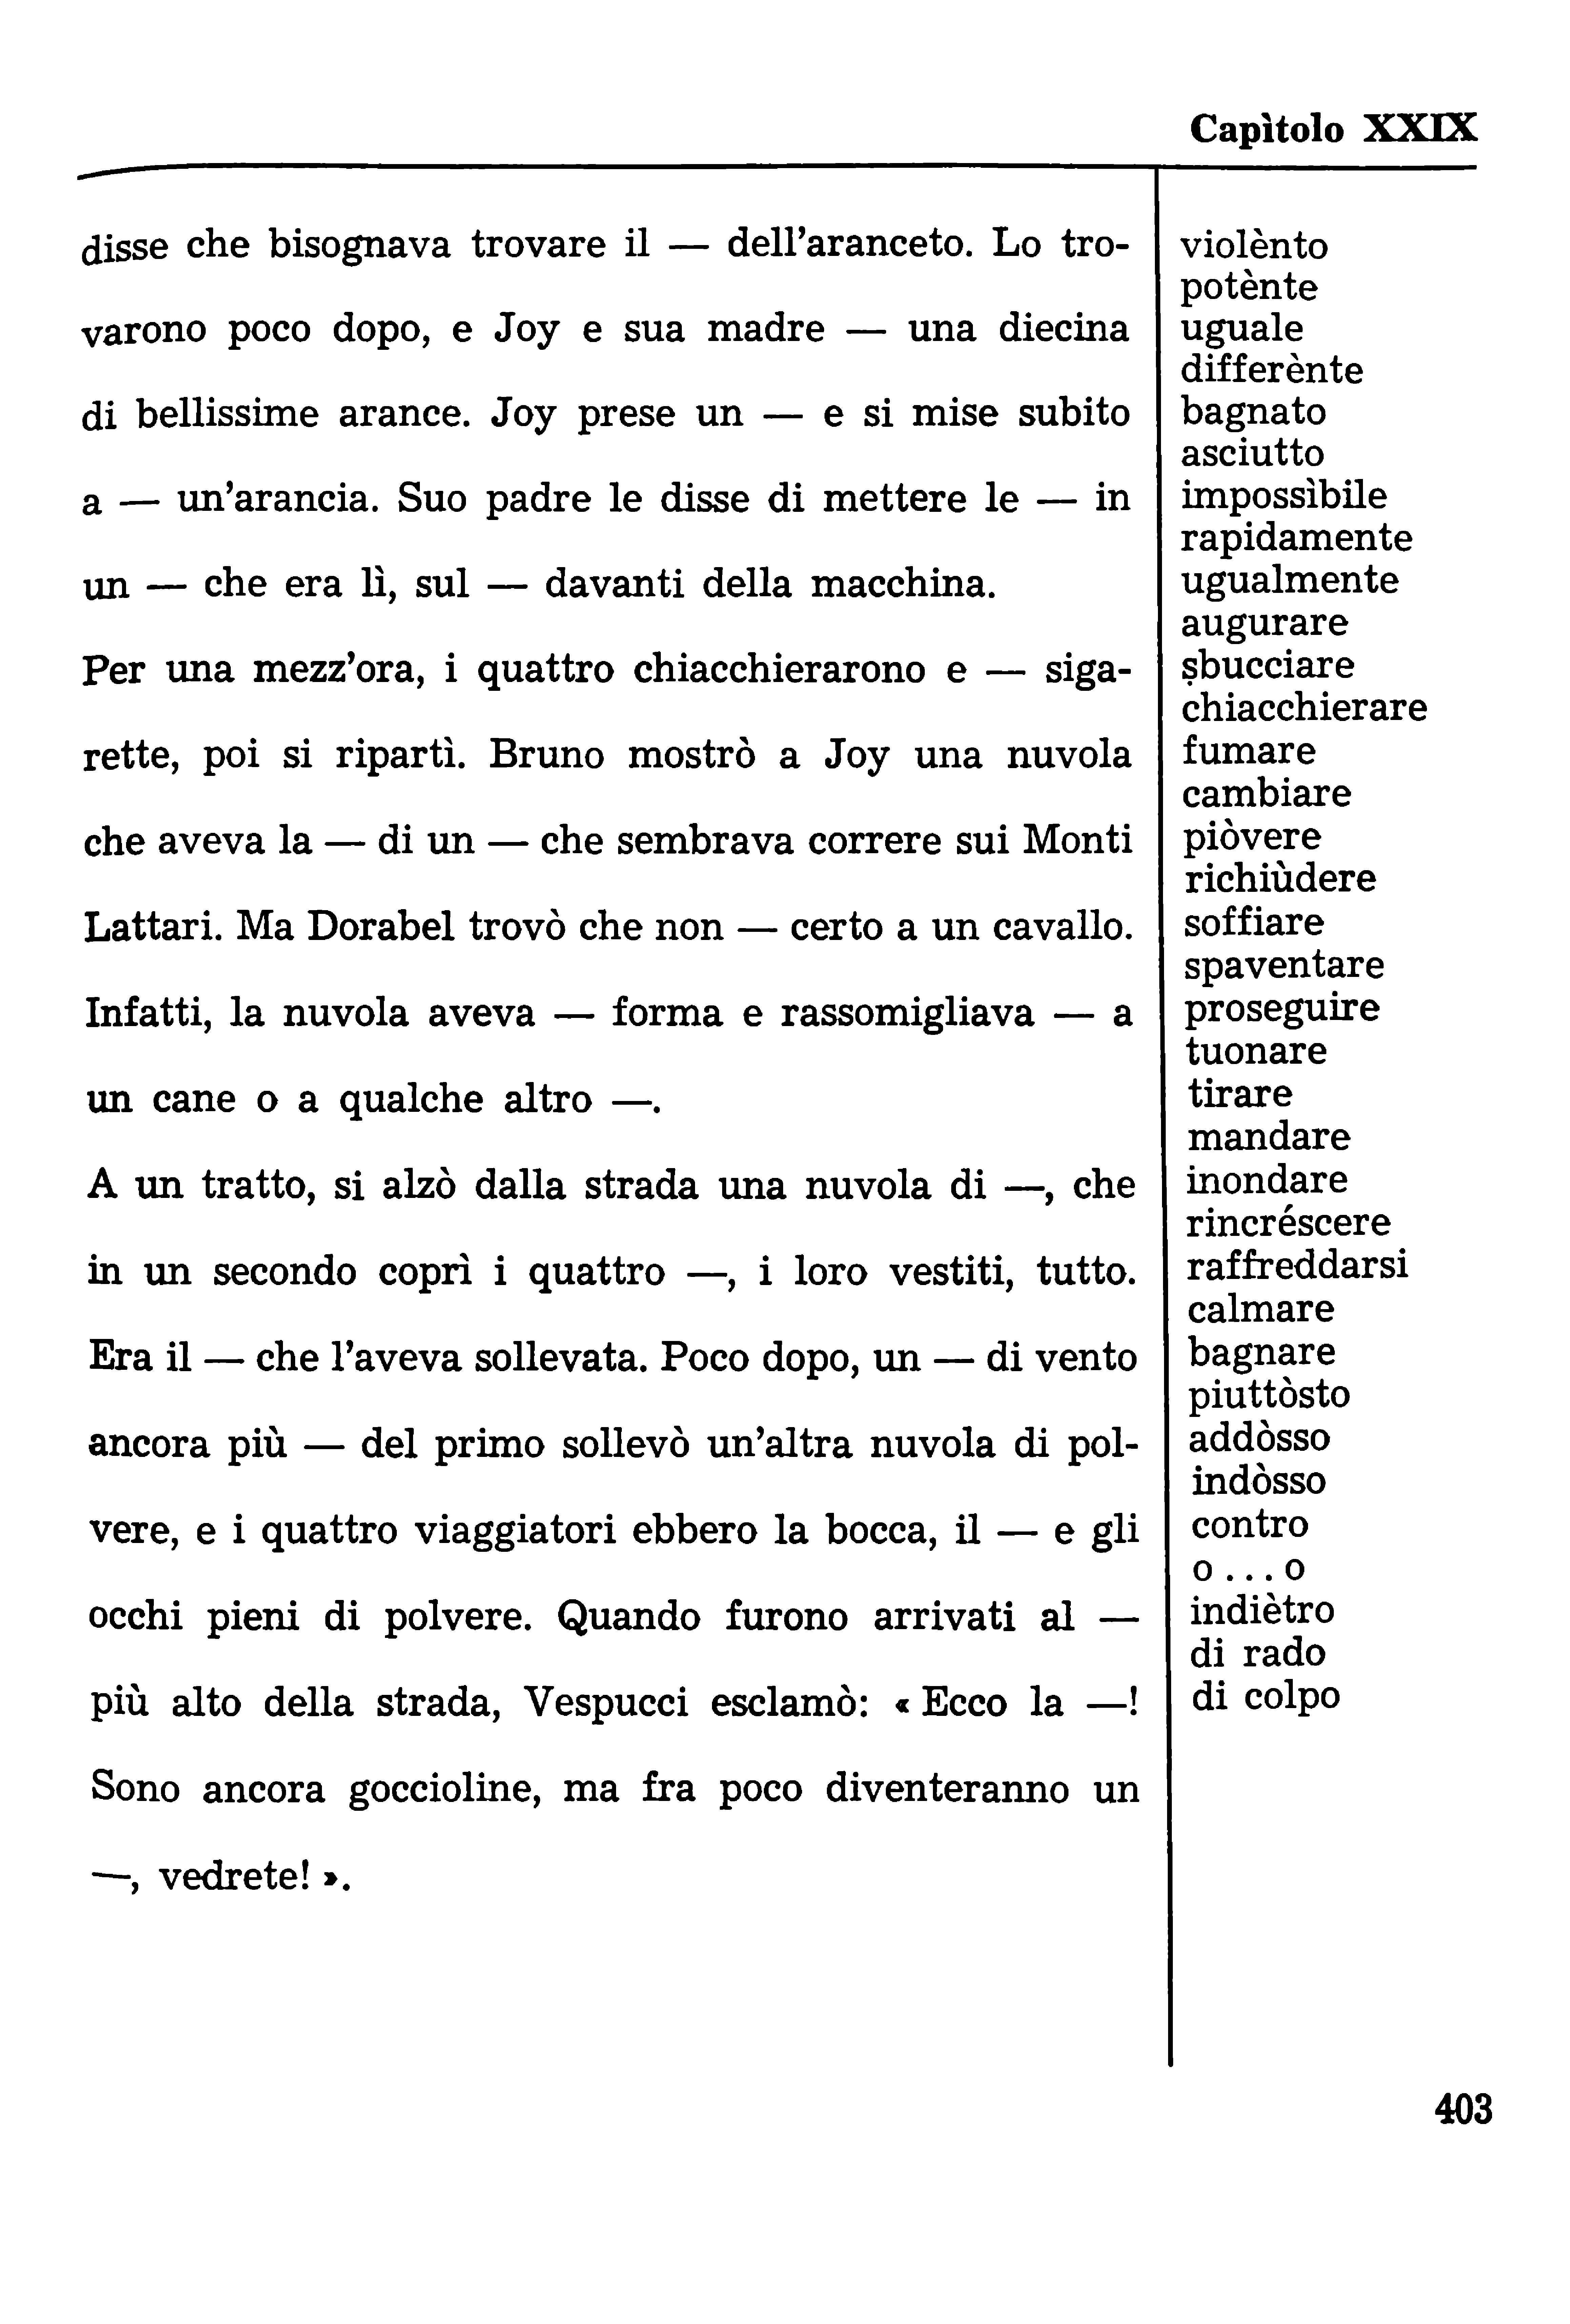 Capìtolo XXIX
disse che bisognava trovare il — dell'aranceto. Lo tro-
varono poco dopo, e Joy e sua madre — una diecina
di bellissime arance. Joy prese un — e si mise subito
a — un'arancia. Suo padre le disse di mettere le — in
un — che era lì, sul — davanti della macchina.
Per una mezz'ora, i quattro chiacchierarono e — siga-
rette, poi si ripartì. Bruno mostrò a Joy una nuvola
che aveva la — di un — che sembrava correre sui Monti
Lattari. Ma Dorabel trovò che non — certo a un cavallo.
Infatti, la nuvola aveva — forma e rassomigliava — a
un cane o a qualche altro —.
A un tratto, si alzò dalla strada una nuvola di —, che
in un secondo coprì i quattro —, i loro vestiti, tutto.
Era il — che l'aveva sollevata. Poco dopo, un — di vento
ancora più — del primo sollevò un'altra nuvola di pol-
vere, e i quattro viaggiatori ebbero la bocca, il — e gli
occhi pieni di polvere. Quando furono arrivati al —
più alto della strada, Vespucci esclamò: « Ecco la —!
Sono ancora goccioline, ma fra poco diventeranno un
—, vedrete! ».
violènto
potènte
uguale
differènte
bagnato
asciutto
impossìbile
rapidamente
ugualmente
augurare
ṣbucciare
chiacchierare
fumare
cambiare
piòvere
richiùdere
soffiare
spaventare
proseguire
tuonare
tirare
mandare
inondare
rincréscere
raffreddarsi
calmare
bagnare
piuttòsto
addòsso
indòsso
contro
o . . . o
indiètro
di rado
di colpo
403